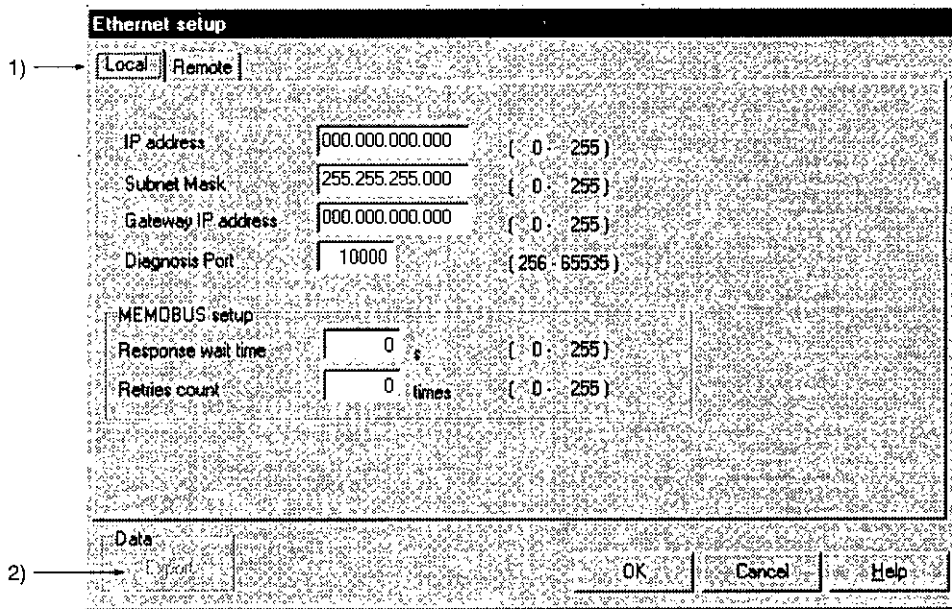 Ethernet setup
1) Local Remote
IP address 000.000.000.000 ( 0 - 255 )
Subnet Mask 255.255.255.000 ( 0 - 255 )
Gateway IP address 000.000.000.000 ( 0 - 255 )
Diagnosis Port 10000 ( 256 - 65535 )
MEMOBUS setup
Response wait time 0 s ( 0 - 255 )
Retries count 0 times ( 0 - 255 )
Data
2) OK Cancel Help